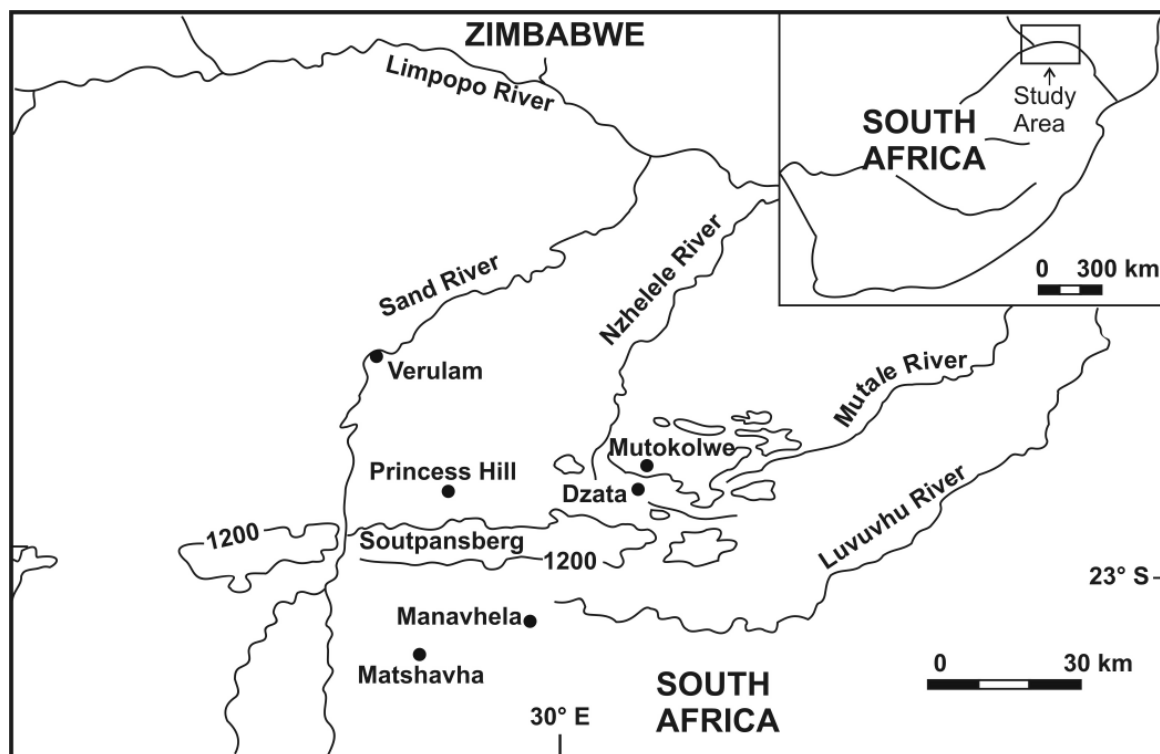 ZIMBABWE
Limpopo River
Study
Area
SOUTH
AFRICA
0 300 km
Sand River
Nzhelele River
Verulam
Mutale River
Mutokolwe
Princess Hill
Dzata
Luvuvhu River
1200
Soutpansberg
1200
23° S
Manavhela
Matshavha
0 30 km
SOUTH
AFRICA
30° E